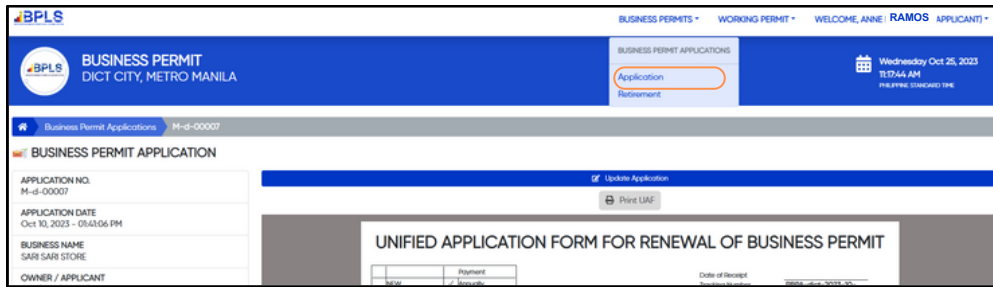 BPLS
BUSINESS PERMITS WORKING PERMIT WELCOME, ANNE RAMOS APPLICANT)
BPLS
BUSINESS PERMIT
DICT CITY, METRO MANILA
BUSINESS PERMIT APPLICATIONS
Application
Retirement
Wednesday Oct 25, 2023
11:17:44 AM
PHILIPPINE STANDARD TIME
Business Permit Applications M-d-00007
BUSINESS PERMIT APPLICATION
APPLICATION NO.
M-d-00007
APPLICATION DATE
Oct 10, 2023 - 01:41:06 PM
BUSINESS NAME
SARI SARI STORE
OWNER / APPLICANT
Update Application
Print UAF
UNIFIED APPLICATION FORM FOR RENEWAL OF BUSINESS PERMIT
Payment
NEW ✓ Annually
Date of Receipt
Tracking Number